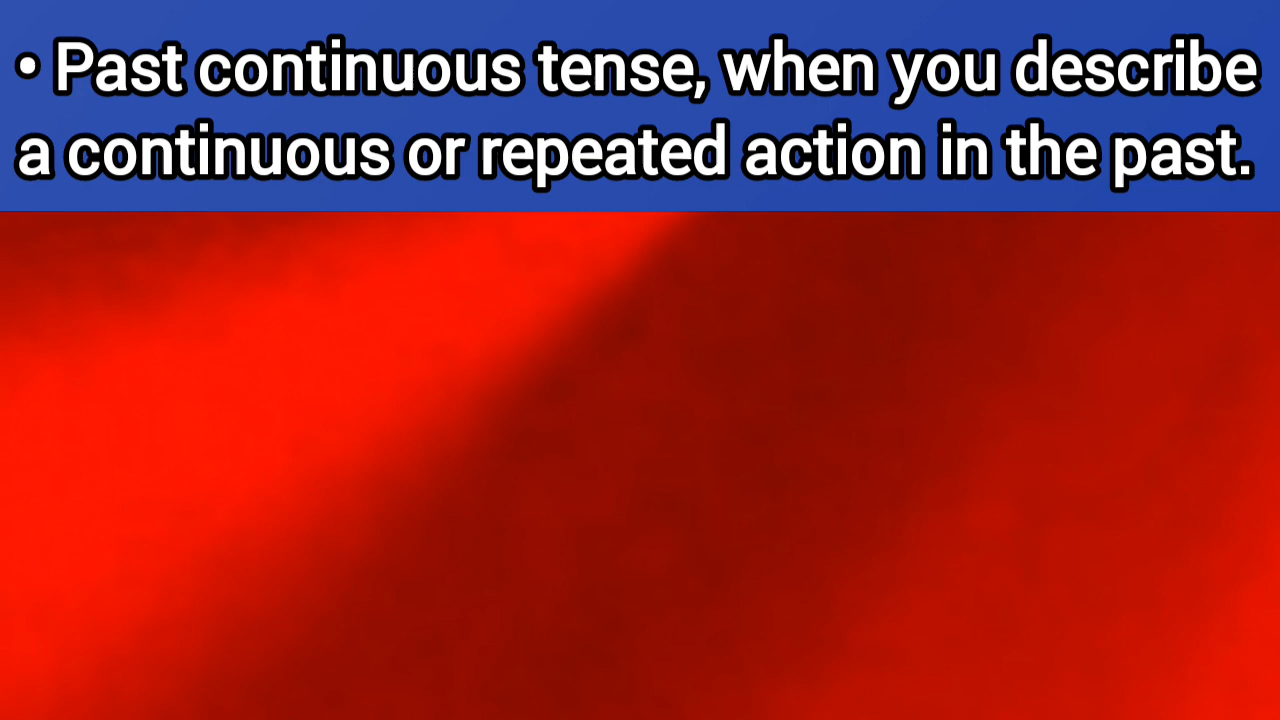 • Past continuous tense, when you describe
a continuous or repeated action in the past.